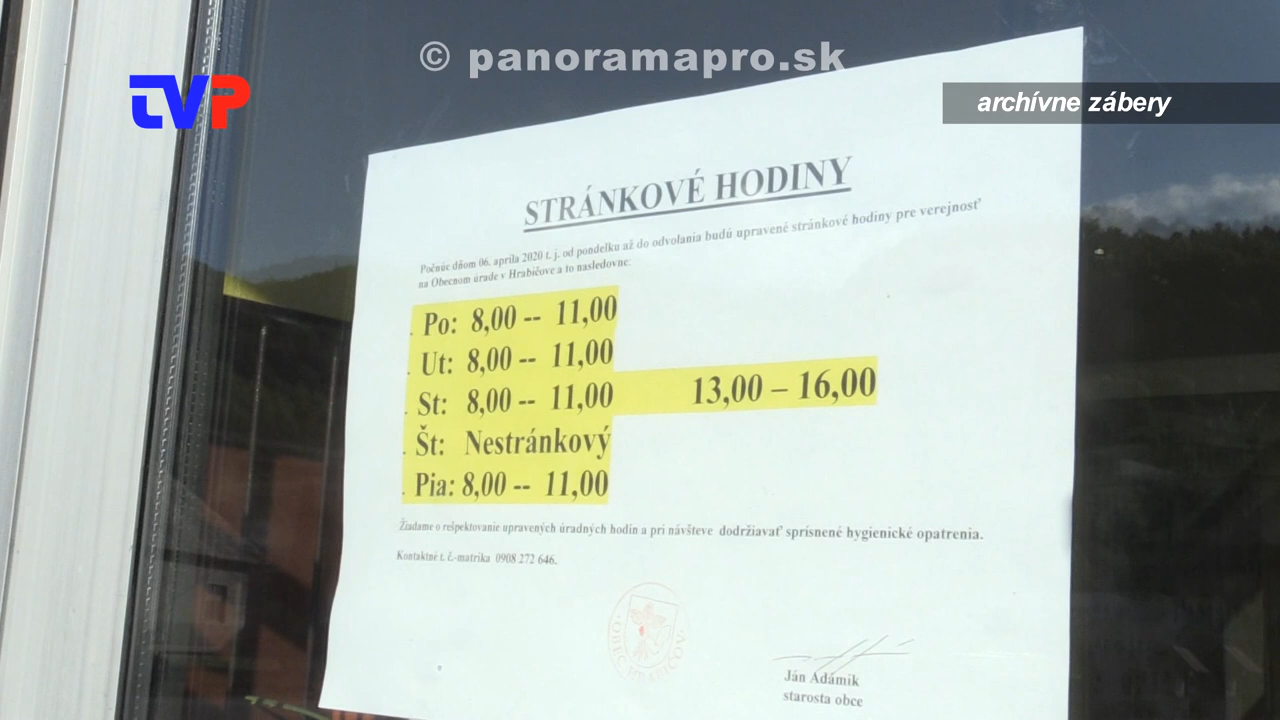 © panoramapro.sk
TVP
archívne zábery
STRÁNKOVÉ HODINY
Počnúc dňom 06. apríla 2020 t. j. od pondelku až do odvolania budú upravené stránkové hodiny pre verejnosť
na Obecnom úrade v Hrabičove a to nasledovne:
. Po: 8,00 -- 11,00
. Ut: 8,00 -- 11,00
. St: 8,00 -- 11,00 13,00 – 16,00
. Št: Nestránkový
. Pia: 8,00 -- 11,00
Žiadame o rešpektovanie upravených úradných hodín a pri návšteve dodržiavať sprísnené hygienické opatrenia.
Kontaktné t. č.-matrika 0908 272 646.
OBEC HRABIČOV
Ján Adámik
starosta obce